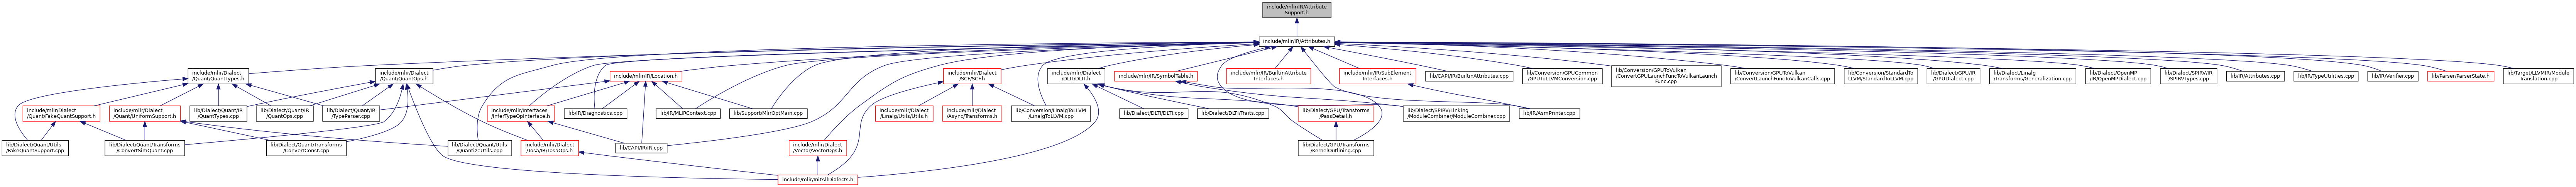 include/mlir/IR/Attribute
Support.h
include/mlir/IR/Attributes.h
include/mlir/Dialect
/Quant/QuantTypes.h
include/mlir/Dialect
/Quant/QuantOps.h
include/mlir/IR/Location.h
include/mlir/Dialect
/SCF/SCF.h
include/mlir/Dialect
/DLTI/DLTI.h
include/mlir/IR/SymbolTable.h
include/mlir/IR/BuiltinAttribute
Interfaces.h
include/mlir/IR/SubElement
Interfaces.h
lib/CAPI/IR/BuiltinAttributes.cpp
lib/Conversion/GPUCommon
/GPUToLLVMConversion.cpp
lib/Conversion/GPUToVulkan
/ConvertGPULaunchFuncToVulkanLaunch
Func.cpp
lib/Conversion/GPUToVulkan
/ConvertLaunchFuncToVulkanCalls.cpp
lib/Conversion/StandardTo
LLVM/StandardToLLVM.cpp
lib/Dialect/GPU/IR
/GPUDialect.cpp
lib/Dialect/Linalg
/Transforms/Generalization.cpp
lib/Dialect/OpenMP
/IR/OpenMPDialect.cpp
lib/Dialect/SPIRV/IR
/SPIRVTypes.cpp
lib/IR/Attributes.cpp
lib/IR/TypeUtilities.cpp
lib/IR/Verifier.cpp
lib/Parser/ParserState.h
lib/Target/LLVMIR/Module
Translation.cpp
include/mlir/Dialect
/Quant/FakeQuantSupport.h
include/mlir/Dialect
/Quant/UniformSupport.h
lib/Dialect/Quant/IR
/QuantTypes.cpp
lib/Dialect/Quant/IR
/QuantOps.cpp
lib/Dialect/Quant/IR
/TypeParser.cpp
include/mlir/Interfaces
/InferTypeOpInterface.h
lib/IR/Diagnostics.cpp
lib/IR/MLIRContext.cpp
lib/Support/MlirOptMain.cpp
include/mlir/Dialect
/Linalg/Utils/Utils.h
include/mlir/Dialect
/Async/Transforms.h
lib/Conversion/LinalgToLLVM
/LinalgToLLVM.cpp
lib/Dialect/DLTI/DLTI.cpp
lib/Dialect/DLTI/Traits.cpp
lib/Dialect/GPU/Transforms
/PassDetail.h
lib/Dialect/SPIRV/Linking
/ModuleCombiner/ModuleCombiner.cpp
lib/IR/AsmPrinter.cpp
lib/Dialect/Quant/Utils
/FakeQuantSupport.cpp
lib/Dialect/Quant/Transforms
/ConvertSimQuant.cpp
lib/Dialect/Quant/Transforms
/ConvertConst.cpp
lib/Dialect/Quant/Utils
/QuantizeUtils.cpp
include/mlir/Dialect
/Tosa/IR/TosaOps.h
lib/CAPI/IR/IR.cpp
include/mlir/Dialect
/Vector/VectorOps.h
lib/Dialect/GPU/Transforms
/KernelOutlining.cpp
include/mlir/InitAllDialects.h